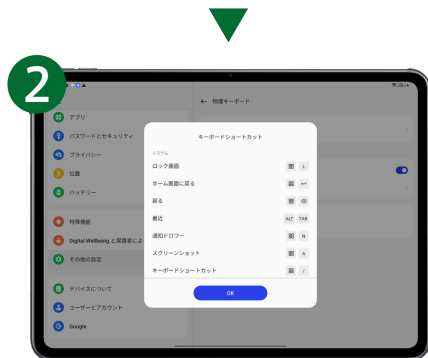 2
← 物理キーボード
アプリ
パスワードとセキュリティ
プライバシー
位置
バッテリー
特殊機能
Digital Wellbeing と保護者によ
その他の設定
デバイスについて
ユーザーとアカウント
Google
キーボードショートカット
システム
ロック画面 L
ホーム画面に戻る ↩
戻る ⌫
最近 ALT TAB
通知ドロワー N
スクリーンショット A
キーボードショートカット /
OK